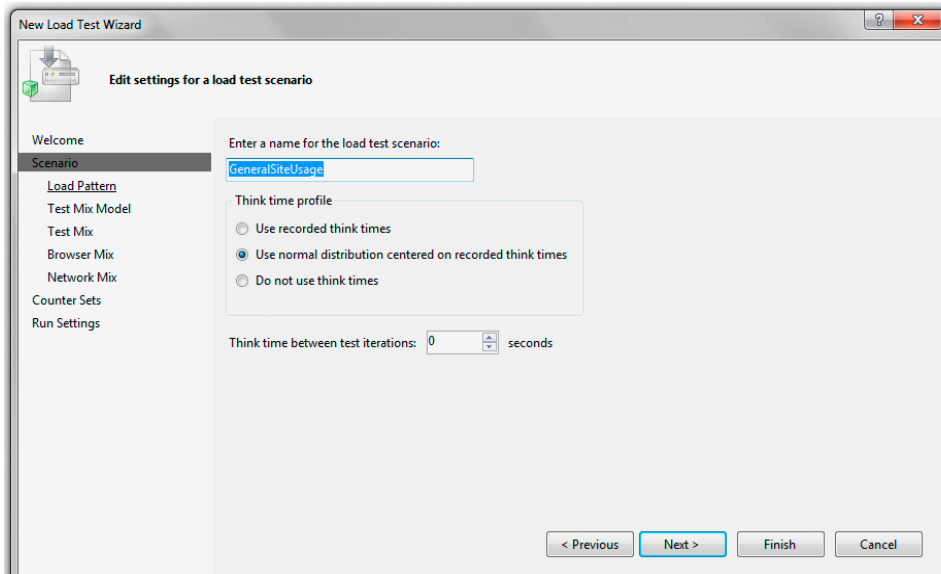 New Load Test Wizard
?
Edit settings for a load test scenario
Welcome
Scenario
Load Pattern
Test Mix Model
Test Mix
Browser Mix
Network Mix
Counter Sets
Run Settings
Enter a name for the load test scenario:
GeneralSiteUsage
Think time profile
Use recorded think times
Use normal distribution centered on recorded think times
Do not use think times
Think time between test iterations: 0 seconds
< Previous Next > Finish Cancel